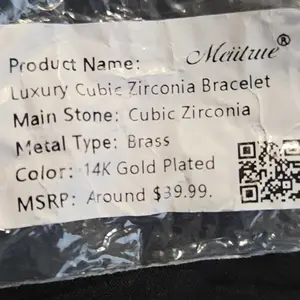 Meiitrue®
Product Name:
Luxury Cubic Zirconia Bracelet
Main Stone: Cubic Zirconia
Metal Type: Brass
Color: 14K Gold Plated
MSRP: Around $39.99.